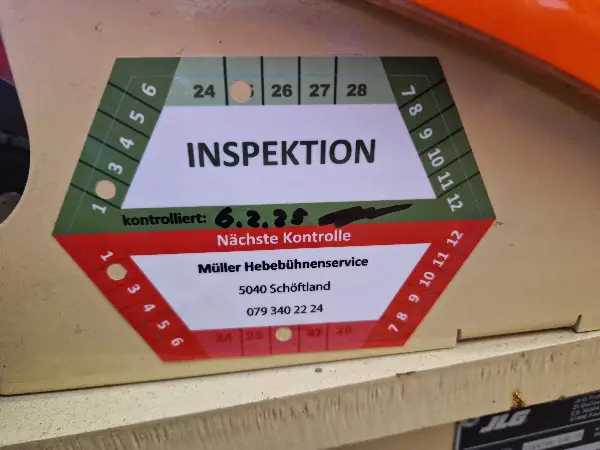 24 26 27 28
6
5
4
3
1
7
8
9
10
11
12
INSPEKTION
kontrolliert: 6.2.25
Nächste Kontrolle
Müller Hebebühnenservice
5040 Schöftland
079 340 22 24
1
3
4
5
6
12
11
10
9
8
7
24 25 27 28
JLG